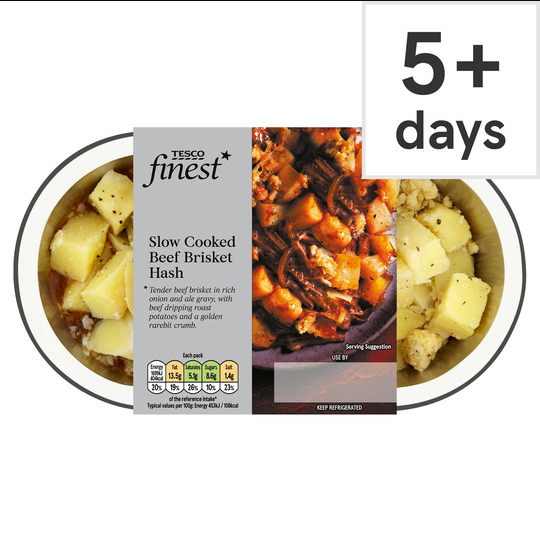 5+
days
TESCO
finest*
Slow Cooked
Beef Brisket
Hash
* Tender beef brisket in rich
onion and ale gravy, with
beef dripping roast
potatoes and a golden
rarebit crumb.
Serving Suggestion
USE BY
Each pack
Energy Fat Saturates Sugars Salt
1699kJ 404kcal 13.5g 5.1g 8.6g 1.4g
20% 19% 26% 10% 23%
of the reference intake*
Typical values per 100g: Energy 453kJ / 108kcal
KEEP REFRIGERATED